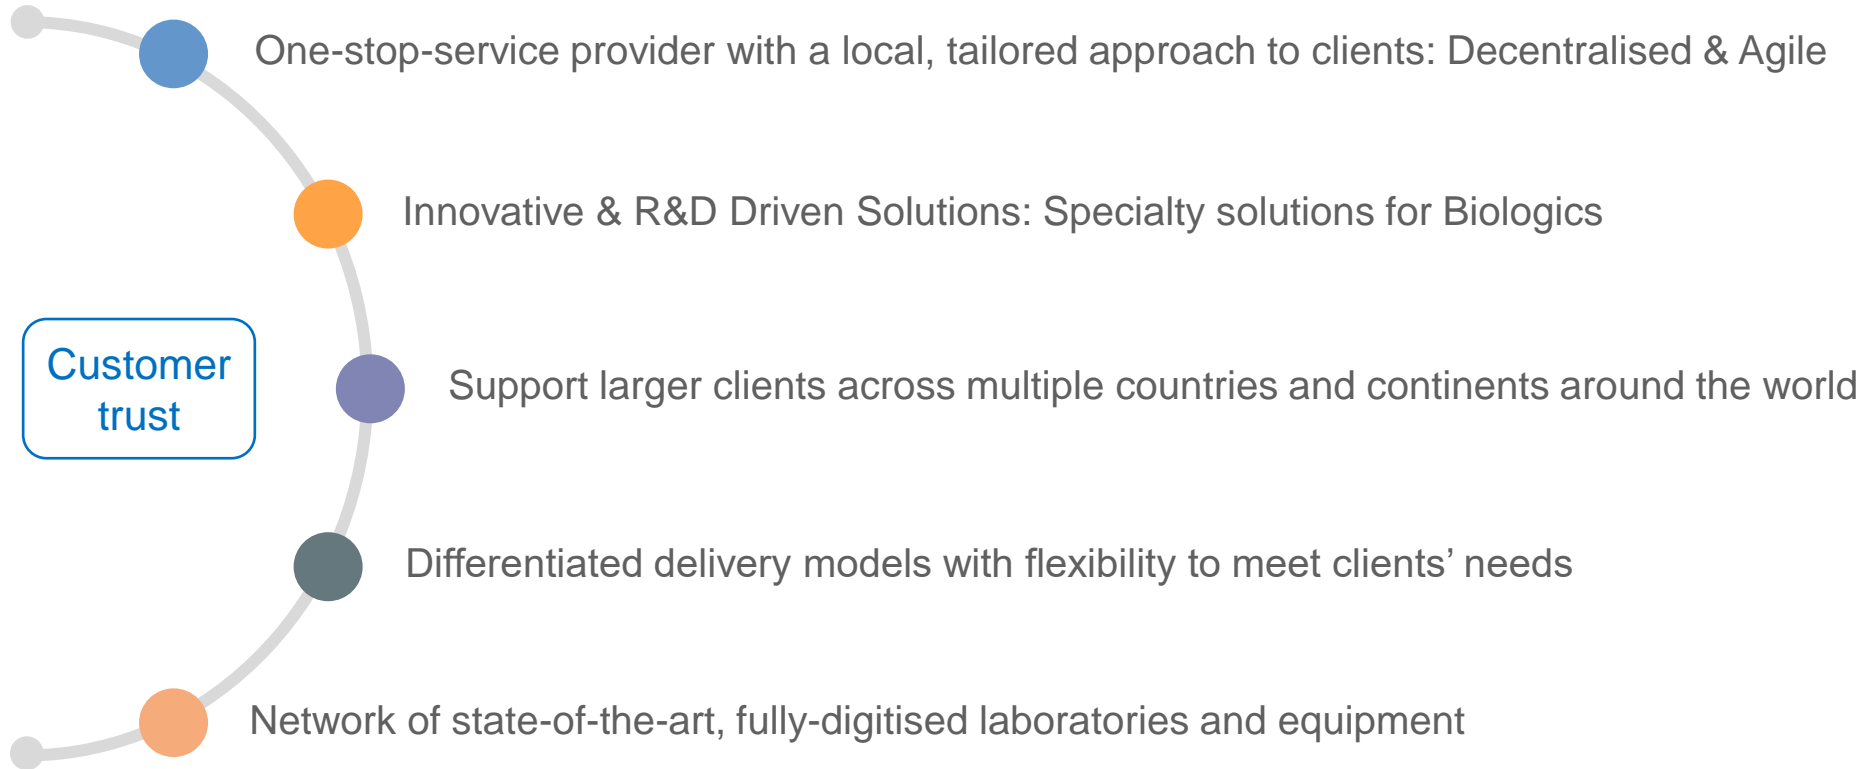 One-stop-service provider with a local, tailored approach to clients: Decentralised & Agile
Innovative & R&D Driven Solutions: Specialty solutions for Biologics
Customer
trust
Support larger clients across multiple countries and continents around the world
Differentiated delivery models with flexibility to meet clients’ needs
Network of state-of-the-art, fully-digitised laboratories and equipment